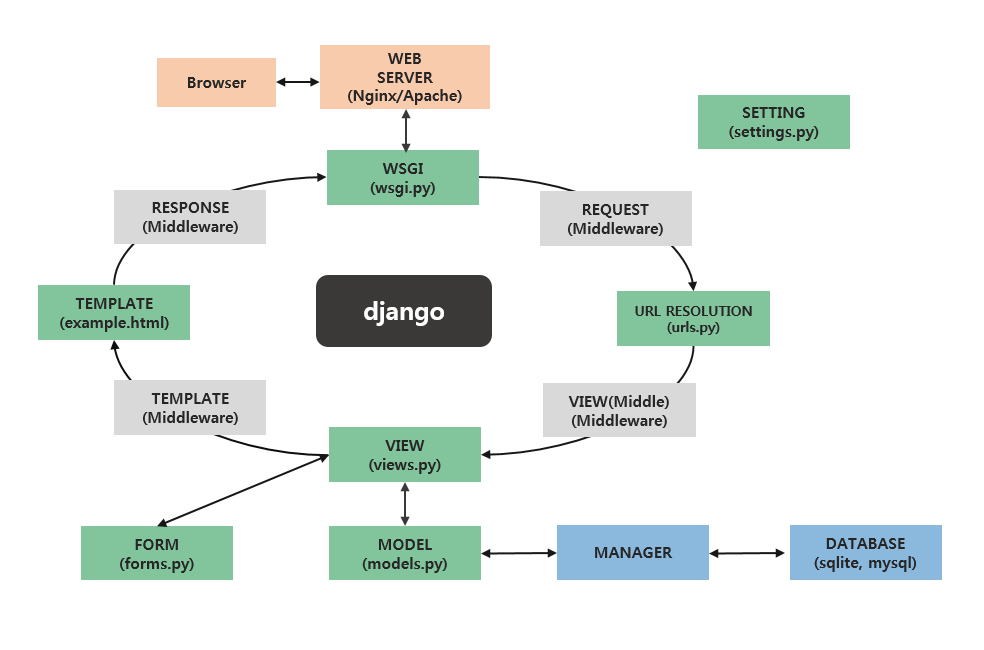 WEB
SERVER
(Nginx/Apache)
Browser
SETTING
(settings.py)
WSGI
(wsgi.py)
RESPONSE
(Middleware)
REQUEST
(Middleware)
TEMPLATE
(example.html)
django
URL RESOLUTION
(urls.py)
TEMPLATE
(Middleware)
VIEW(Middle)
(Middleware)
VIEW
(views.py)
FORM
(forms.py)
MODEL
(models.py)
MANAGER
DATABASE
(sqlite, mysql)